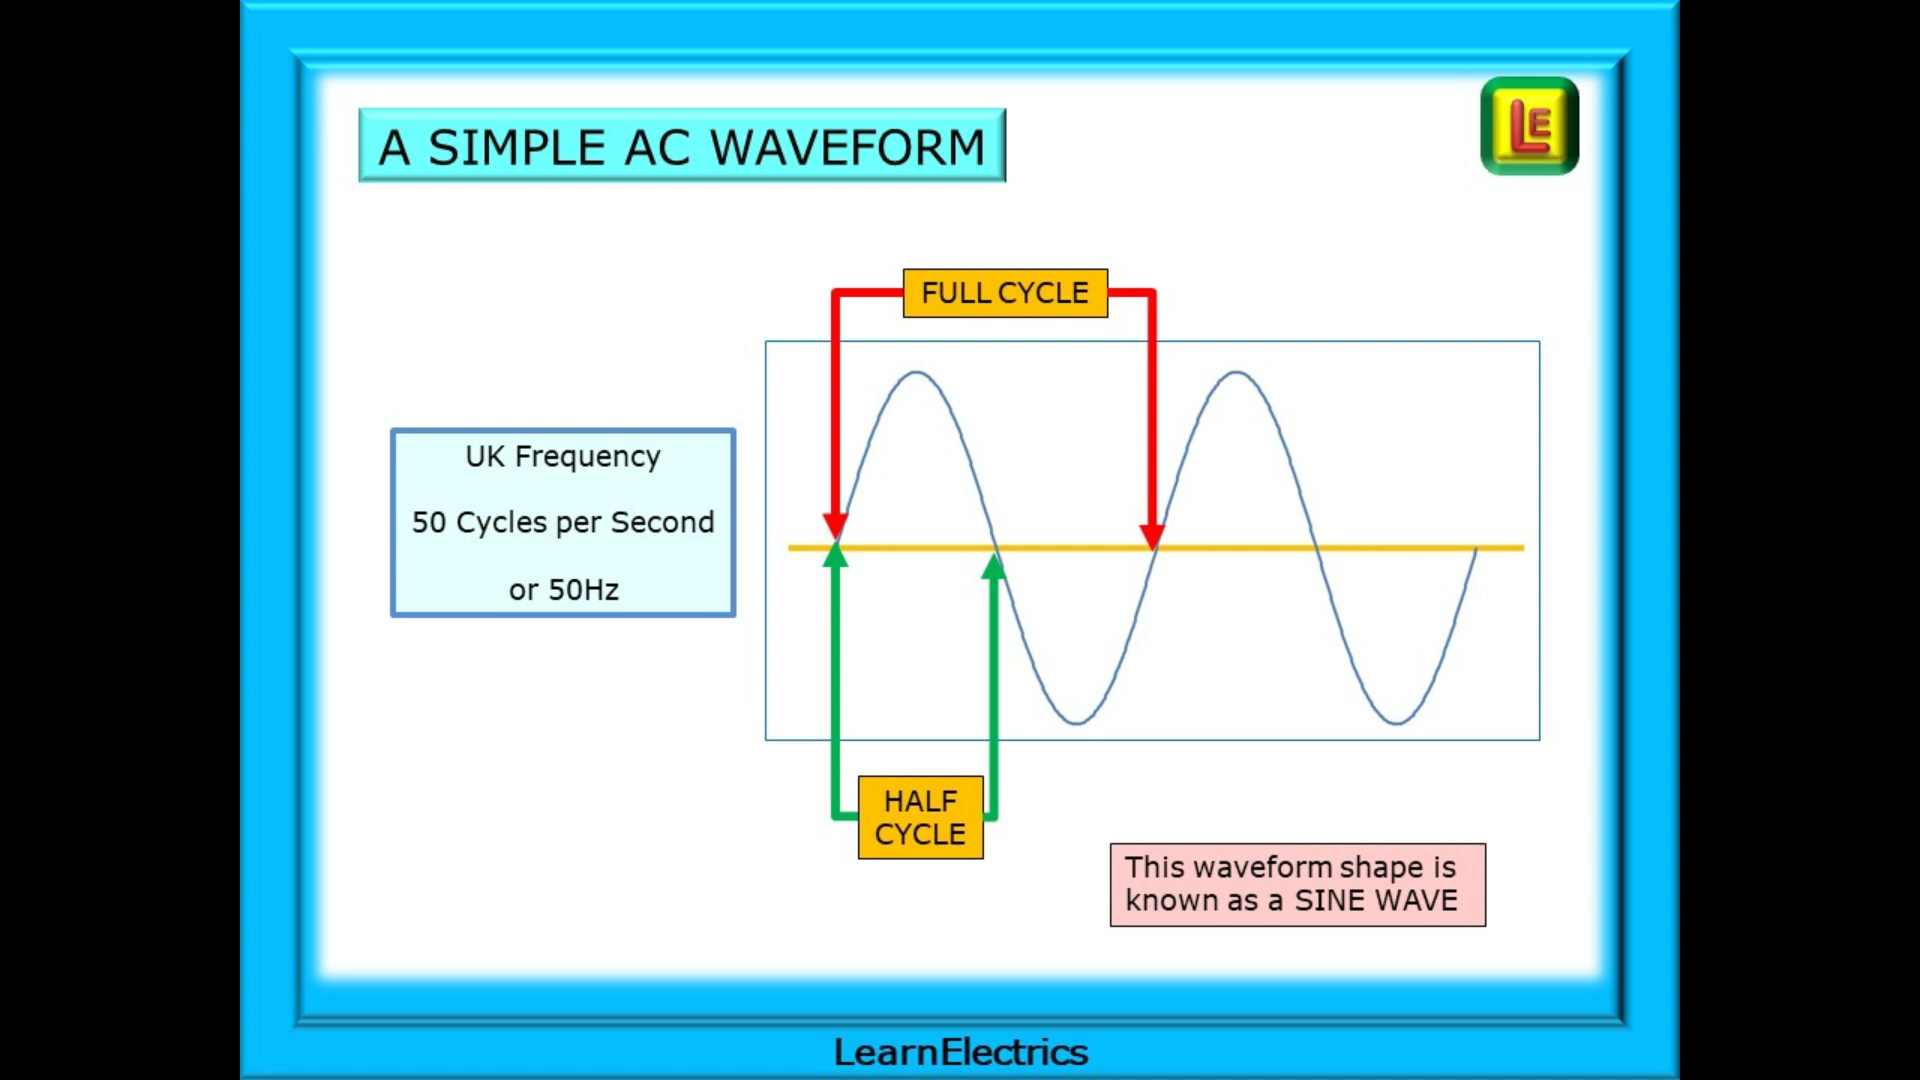 A SIMPLE AC WAVEFORM
LE
FULL CYCLE
UK Frequency
50 Cycles per Second
or 50Hz
HALF
CYCLE
This waveform shape is
known as a SINE WAVE
LearnElectrics